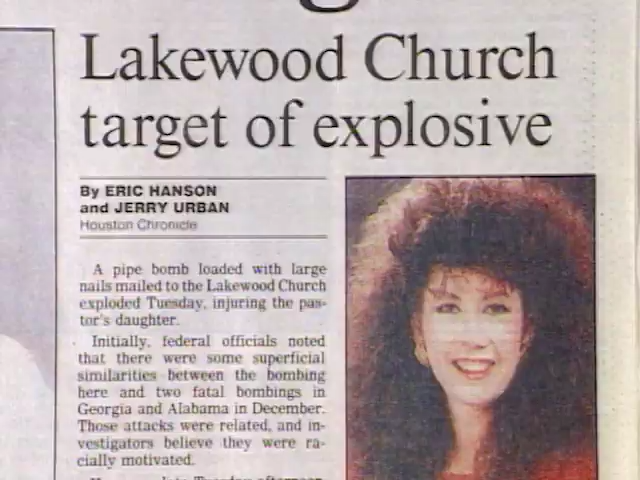 Lakewood Church
target of explosive
By ERIC HANSON
and JERRY URBAN
Houston Chronicle
A pipe bomb loaded with large
nails mailed to the Lakewood Church
exploded Tuesday, injuring the pas-
tor's daughter.
Initially, federal officials noted
that there were some superficial
similarities between the bombing
here and two fatal bombings in
Georgia and Alabama in December.
Those attacks were related, and in-
vestigators believe they were ra-
cially motivated.